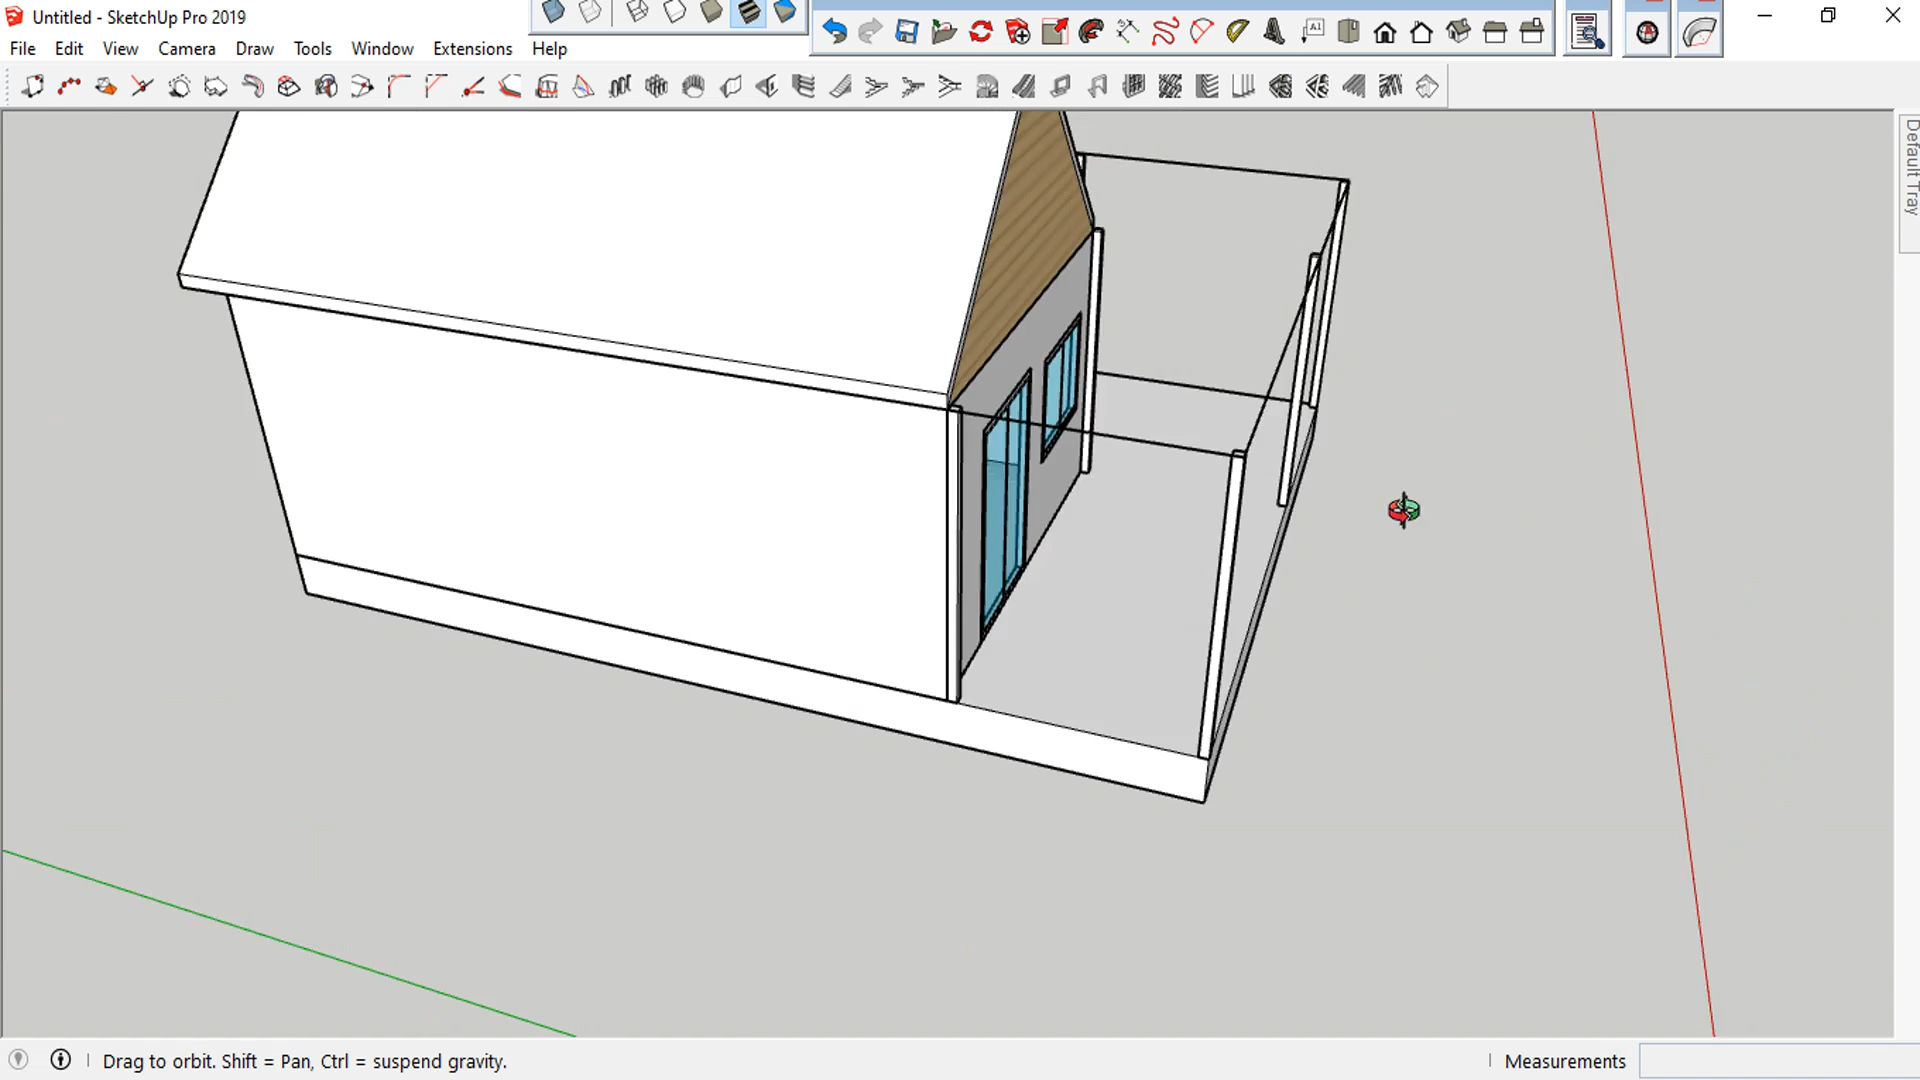 Untitled - SketchUp Pro 2019
File Edit View Camera Draw Tools Window Extensions Help
A1
Default Tray
Drag to orbit. Shift = Pan, Ctrl = suspend gravity.
Measurements